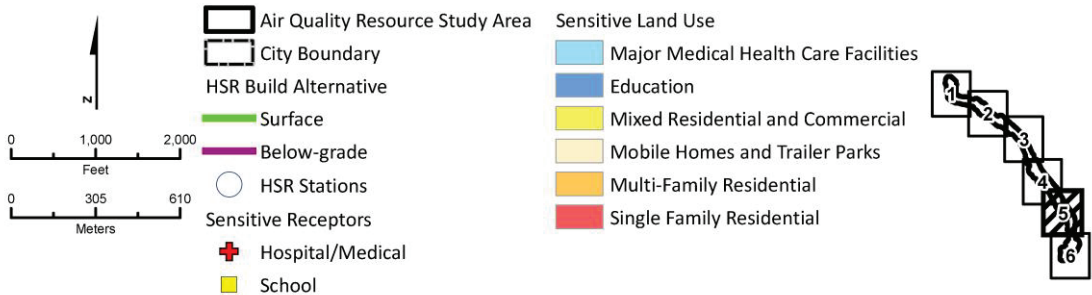 Air Quality Resource Study Area
City Boundary
HSR Build Alternative
Surface
Below-grade
HSR Stations
Sensitive Receptors
Hospital/Medical
School
Sensitive Land Use
Major Medical Health Care Facilities
Education
Mixed Residential and Commercial
Mobile Homes and Trailer Parks
Multi-Family Residential
Single Family Residential
N
0 1,000 2,000
Feet
0 305 610
Meters
1
2
3
4
5
6